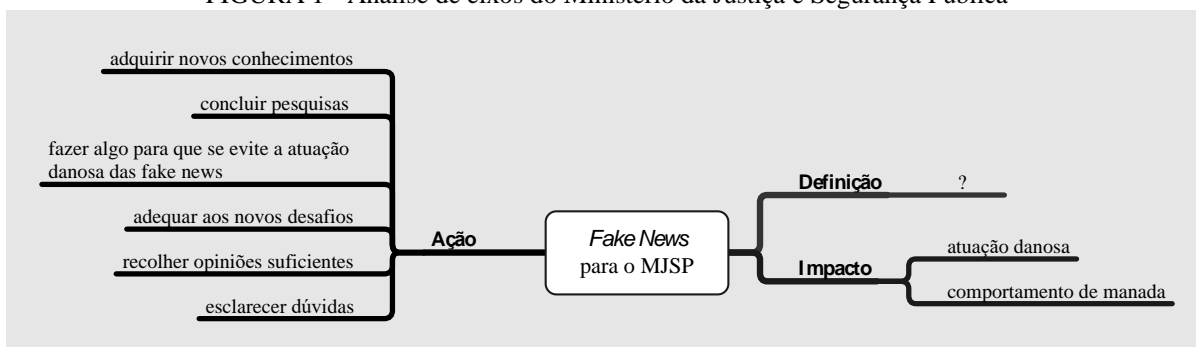 FIGURA 1 - Análise de eixos do Ministério da Justiça e Segurança Pública
adquirir novos conhecimentos
concluir pesquisas
fazer algo para que se evite a atuação
danosa das fake news
adequar aos novos desafios
recolher opiniões suficientes
esclarecer dúvidas
Ação
Fake News
para o MJSP
Definição
?
Impacto
atuação danosa
comportamento de manada